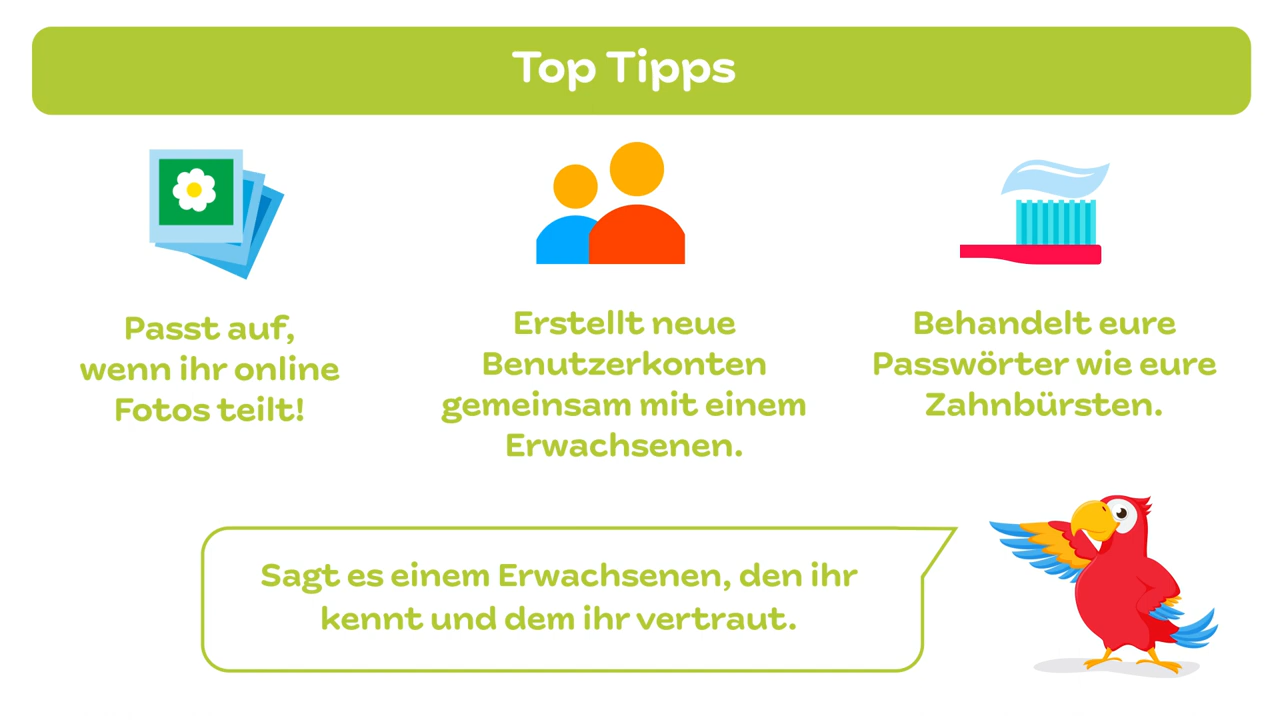 Top Tipps
Passt auf,
wenn ihr online
Fotos teilt!
Erstellt neue
Benutzerkonten
gemeinsam mit einem
Erwachsenen.
Behandelt eure
Passwörter wie eure
Zahnbürsten.
Sagt es einem Erwachsenen, den ihr
kennt und dem ihr vertraut.